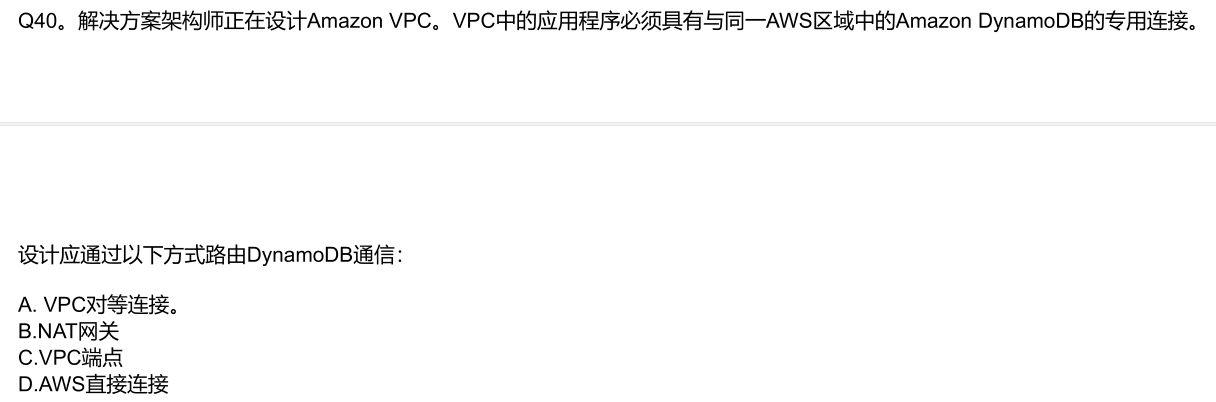 Q40。解决方案架构师正在设计Amazon VPC。VPC中的应用程序必须具有与同一AWS区域中的Amazon DynamoDB的专用连接。
设计应通过以下方式路由DynamoDB通信：
A. VPC对等连接。
B.NAT网关
C.VPC端点
D.AWS直接连接